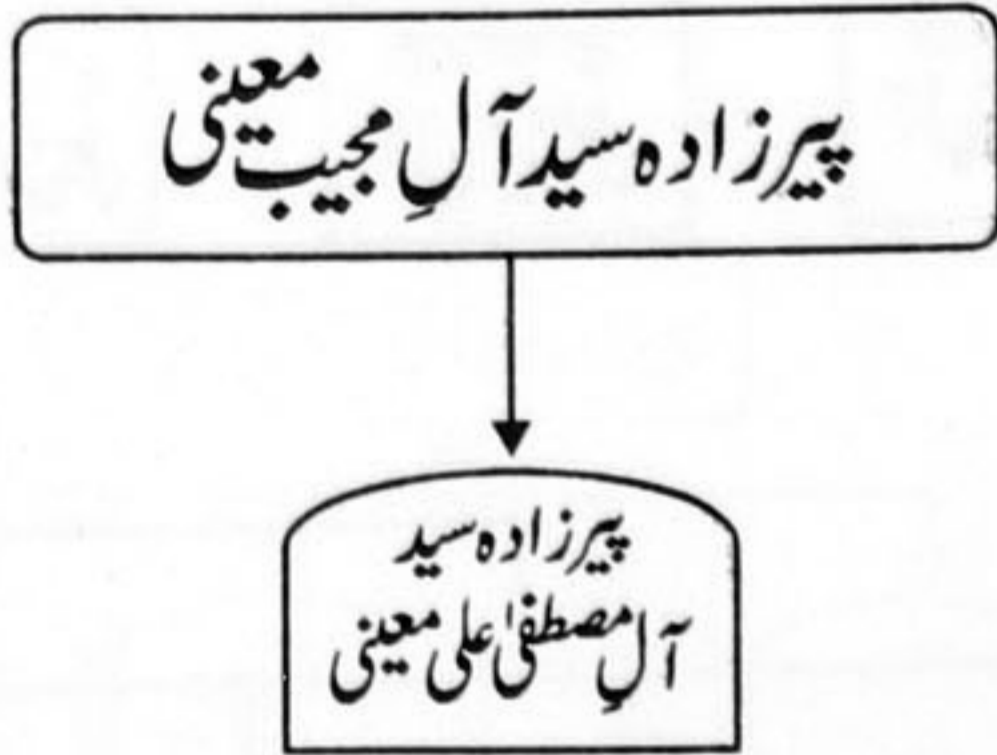 پیرزادہ سید آلِ مجیب معینی
پیرزادہ سید
آلِ مصطفیٰ علی معینی